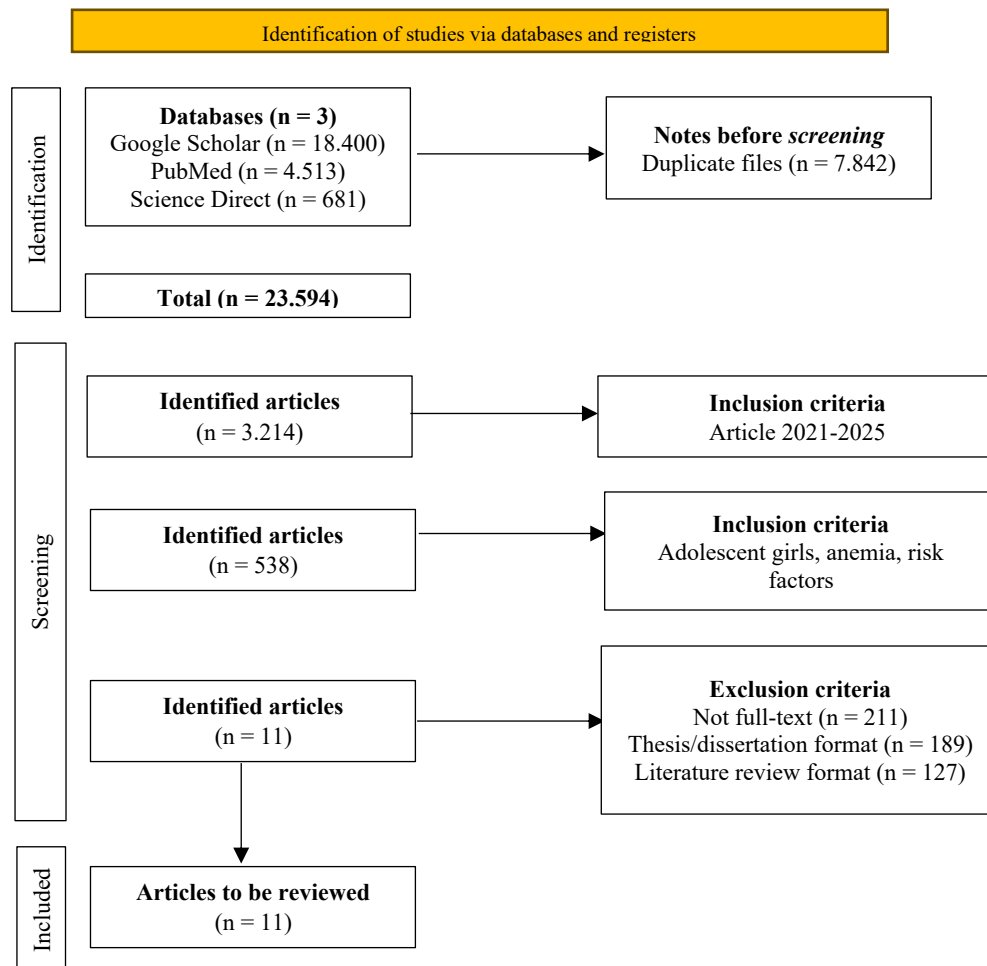 Identification of studies via databases and registers
Identification
Databases (n = 3)
Google Scholar (n = 18.400)
PubMed (n = 4.513)
Science Direct (n = 681)
Notes before screening
Duplicate files (n = 7.842)
Total (n = 23.594)
Screening
Identified articles
(n = 3.214)
Inclusion criteria
Article 2021-2025
Identified articles
(n = 538)
Inclusion criteria
Adolescent girls, anemia, risk
factors
Identified articles
(n = 11)
Exclusion criteria
Not full-text (n = 211)
Thesis/dissertation format (n = 189)
Literature review format (n = 127)
Included
Articles to be reviewed
(n = 11)